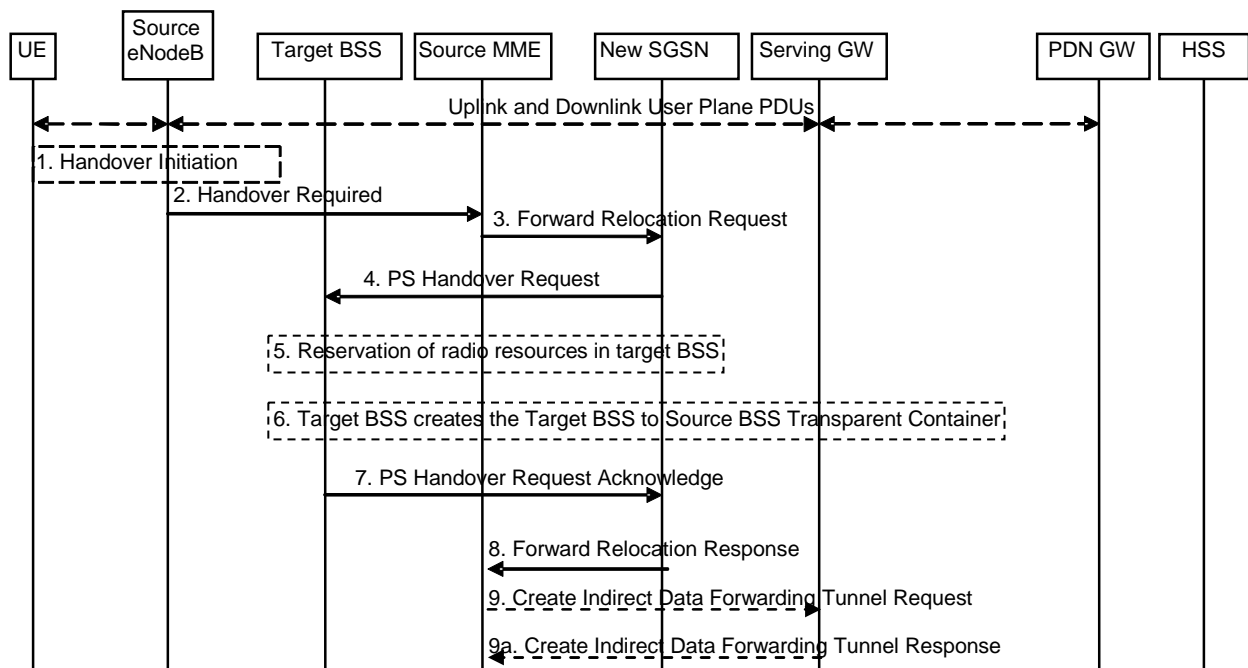 Source
UE
eNodeB
Target BSS
Source MME
New SGSN
Serving GW
PDN GW
HSS
Uplink and Downlink User Plane PDUs
1. Handover Initiation
2. Handover Required
3. Forward Relocation Request
4. PS Handover Request
5. Reservation of radio resources in target BSS
6. Target BSS creates the Target BSS to Source BSS Transparent Container
7. PS Handover Request Acknowledge
8. Forward Relocation Response
9. Create Indirect Data Forwarding Tunnel Request
9a. Create Indirect Data Forwarding Tunnel Response